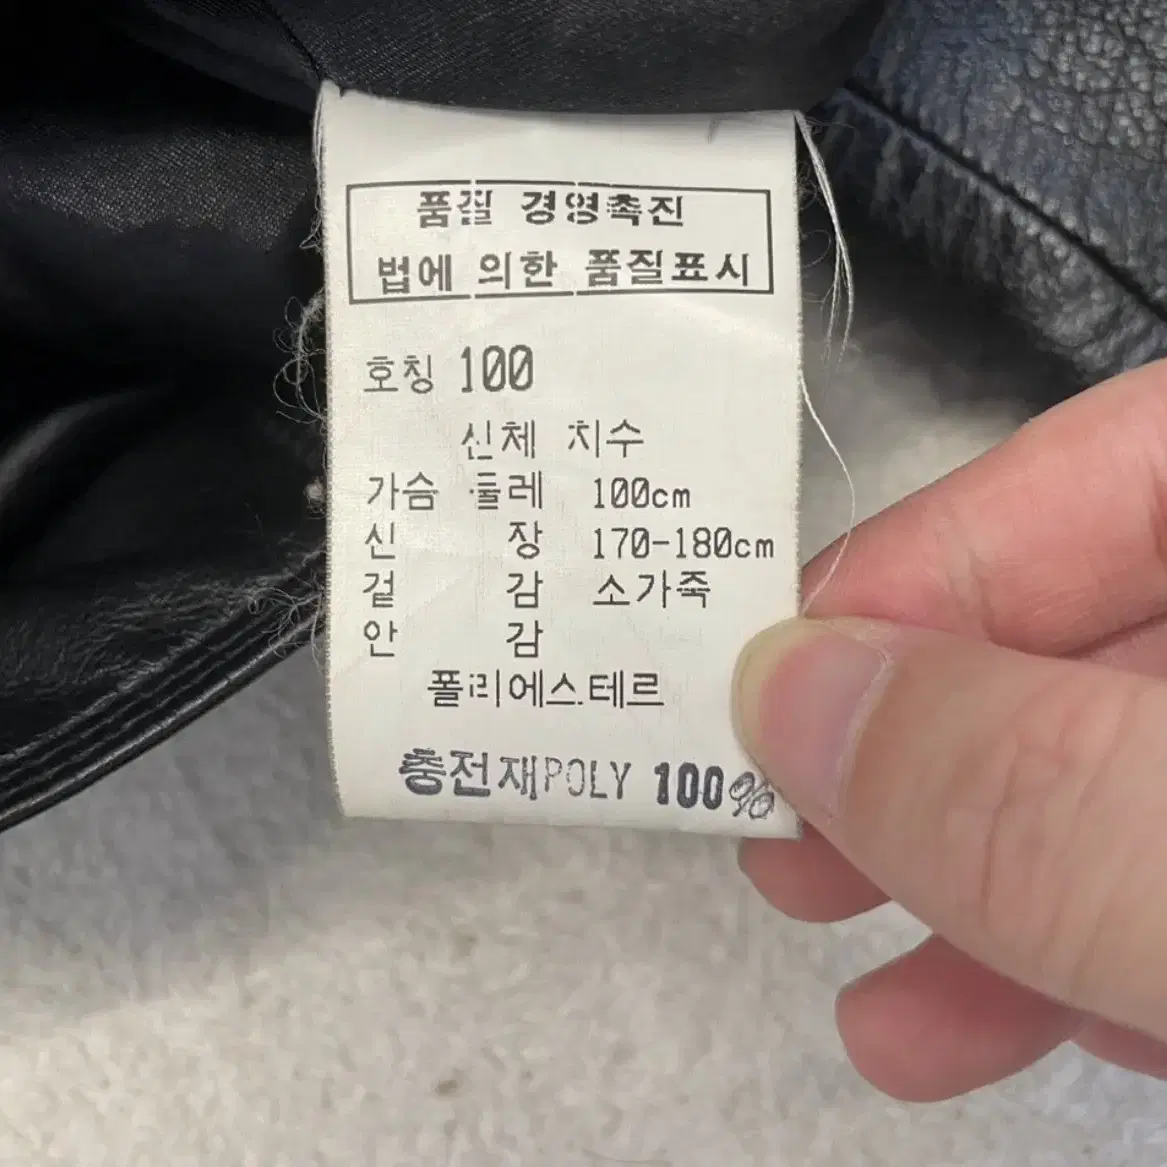 품질 경영촉진
법에 의한 품질표시
호칭 100
신체 치수
가슴 둘레 100cm
신 장 170-180cm
겉 감 소가죽
안 감
폴리에스테르
충전재POLY 100%